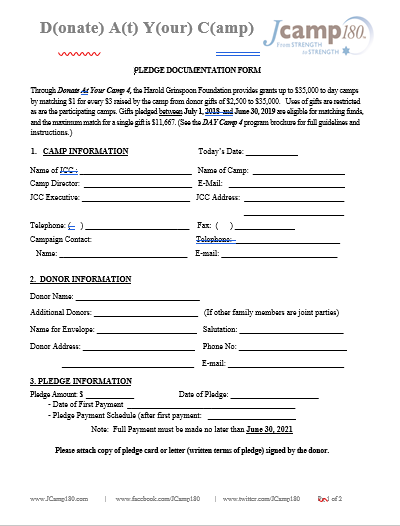 D(onate) A(t) Y(our) C(amp)
Jcamp180®
From STRENGTH
to STRENGTH
PLEDGE DOCUMENTATION FORM
Through Donate At Your Camp 4, the Harold Grinspoon Foundation provides grants up to $35,000 to day camps
by matching $1 for every $3 raised by the camp from donor gifts of $2,500 to $35,000. Uses of gifts are restricted
as are the participating camps. Gifts pledged between July 1, 2018 and June 30, 2019 are eligible for matching funds,
and the maximum match for a single gift is $11,667. (See the DAY Camp 4 program brochure for full guidelines and
instructions.)
1. CAMP INFORMATION Today's Date:
Name of JCC: Name of Camp:
Camp Director: E-Mail:
JCC Executive: JCC Address:
Telephone: ( ) Fax: ( )
Campaign Contact: Telephone:
Name: E-mail:
2. DONOR INFORMATION
Donor Name:
Additional Donors: (If other family members are joint parties)
Name for Envelope: Salutation:
Donor Address: Phone No:
E-mail:
3. PLEDGE INFORMATION
Pledge Amount: $ Date of Pledge:
- Date of First Payment
- Pledge Payment Schedule (after first payment:
Note: Full Payment must be made no later than June 30, 2021
Please attach copy of pledge card or letter (written terms of pledge) signed by the donor.
www.JCamp180.com | www.facebook.com/JCamp180 | www.twitter.com/JCamp180 of 2